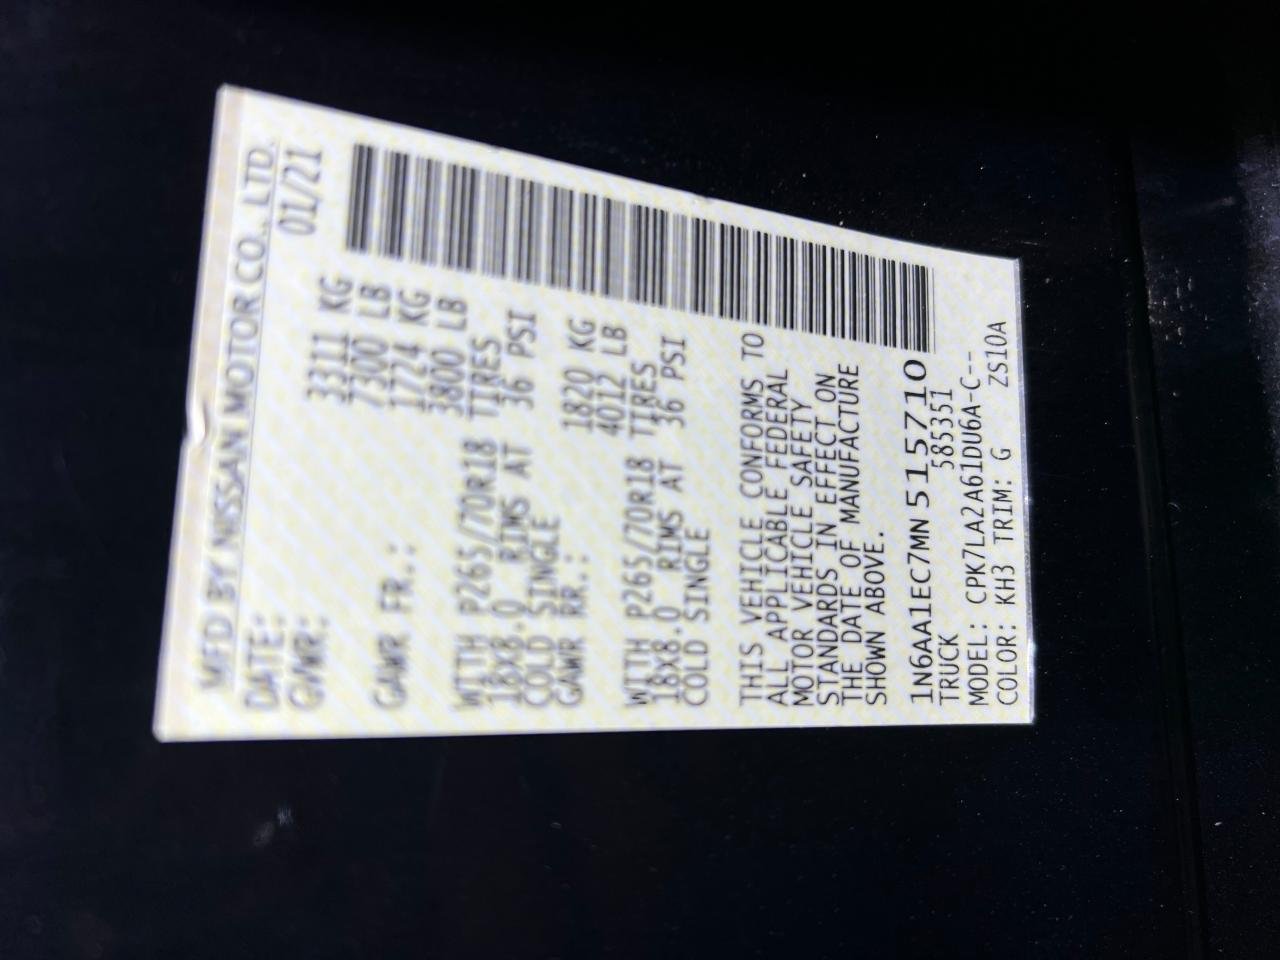 MFD BY NISSAN MOTOR CO., LTD.
DATE: 01/21
GVWR: 3311 KG
7300 LB
GAWR FR.: 1724 KG
3800 LB
WITH P265/70R18 TIRES
18X8.0 RIMS AT 36 PSI
COLD SINGLE
GAWR RR.: 1820 KG
4012 LB
WITH P265/70R18 TIRES
18X8.0 RIMS AT 36 PSI
COLD SINGLE
THIS VEHICLE CONFORMS TO
ALL APPLICABLE FEDERAL
MOTOR VEHICLE SAFETY
STANDARDS IN EFFECT ON
THE DATE OF MANUFACTURE
SHOWN ABOVE.
1N6AA1EC7MN515710
TRUCK 585351
MODEL: CPK7LA2A61DU6A-C--
COLOR: KH3 TRIM: G ZS10A